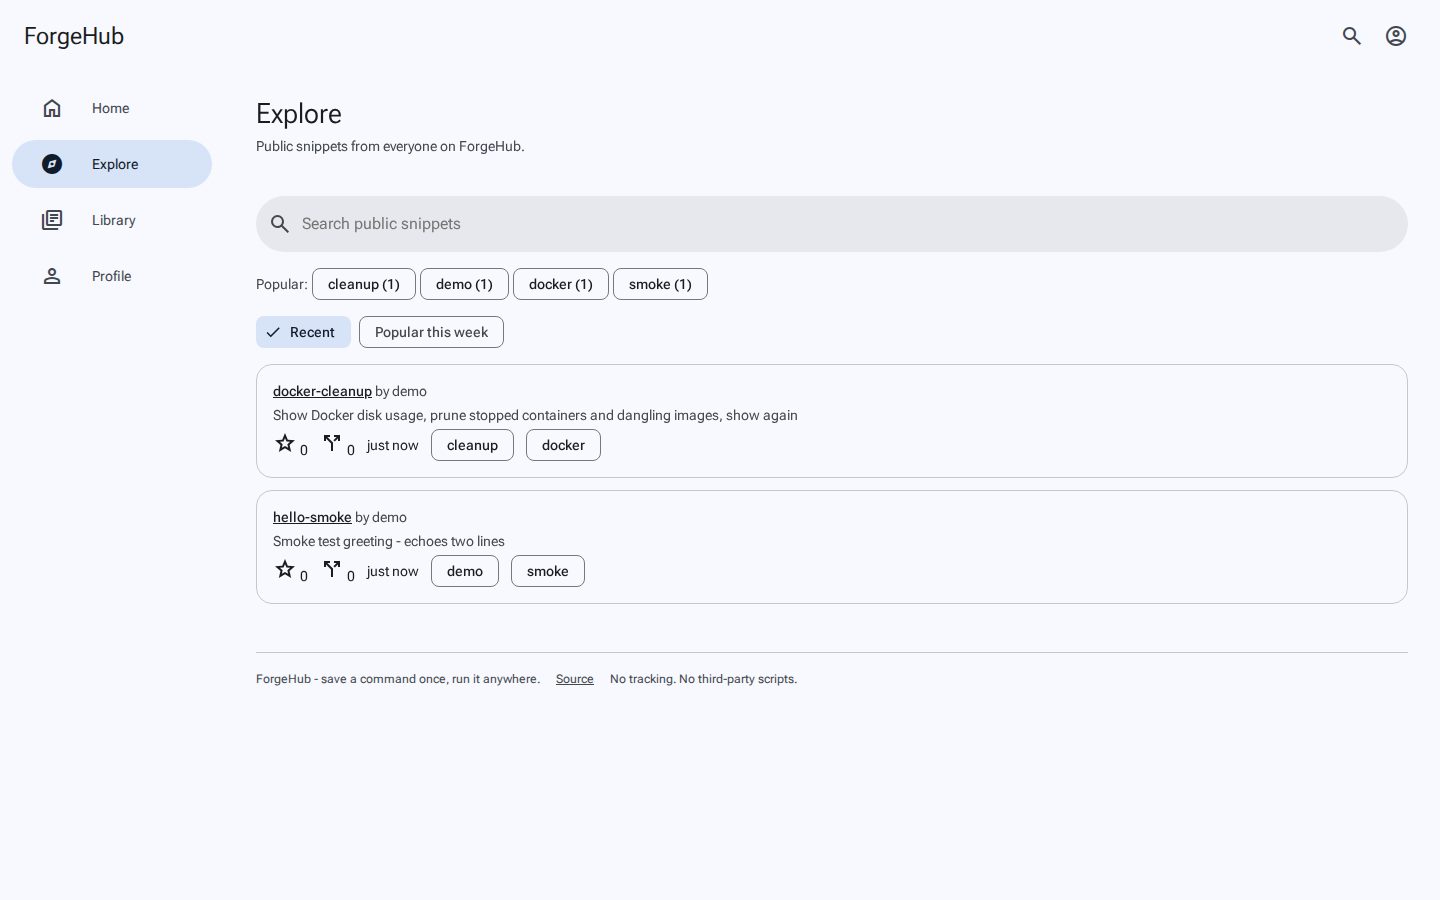 ForgeHub
Home
Explore
Library
Profile
Explore
Public snippets from everyone on ForgeHub.
Search public snippets
Popular: cleanup (1) demo (1) docker (1) smoke (1)
Recent Popular this week
docker-cleanup by demo
Show Docker disk usage, prune stopped containers and dangling images, show again
0 0 just now cleanup docker
hello-smoke by demo
Smoke test greeting - echoes two lines
0 0 just now demo smoke
ForgeHub - save a command once, run it anywhere. Source No tracking. No third-party scripts.